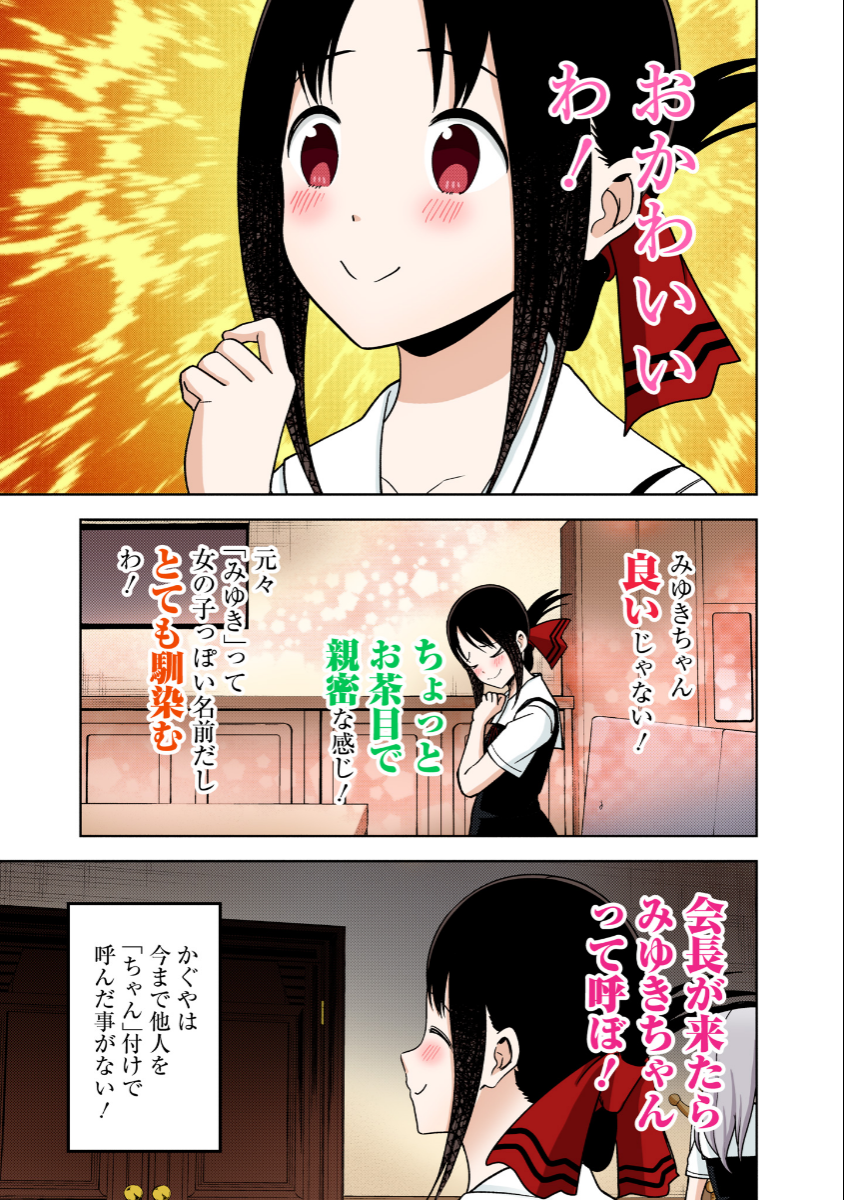 おかわいい
わ！
みゆきちゃん
良いじゃない！
ちょっと
お茶目で
親密な感じ！
元々
「みゆき」って
女の子っぽい名前だし
とても馴染む
わ！
会長が来たら
みゆきちゃん
って呼ぼ！
かぐやは
今まで他人を
「ちゃん」付けで
呼んだ事がない！